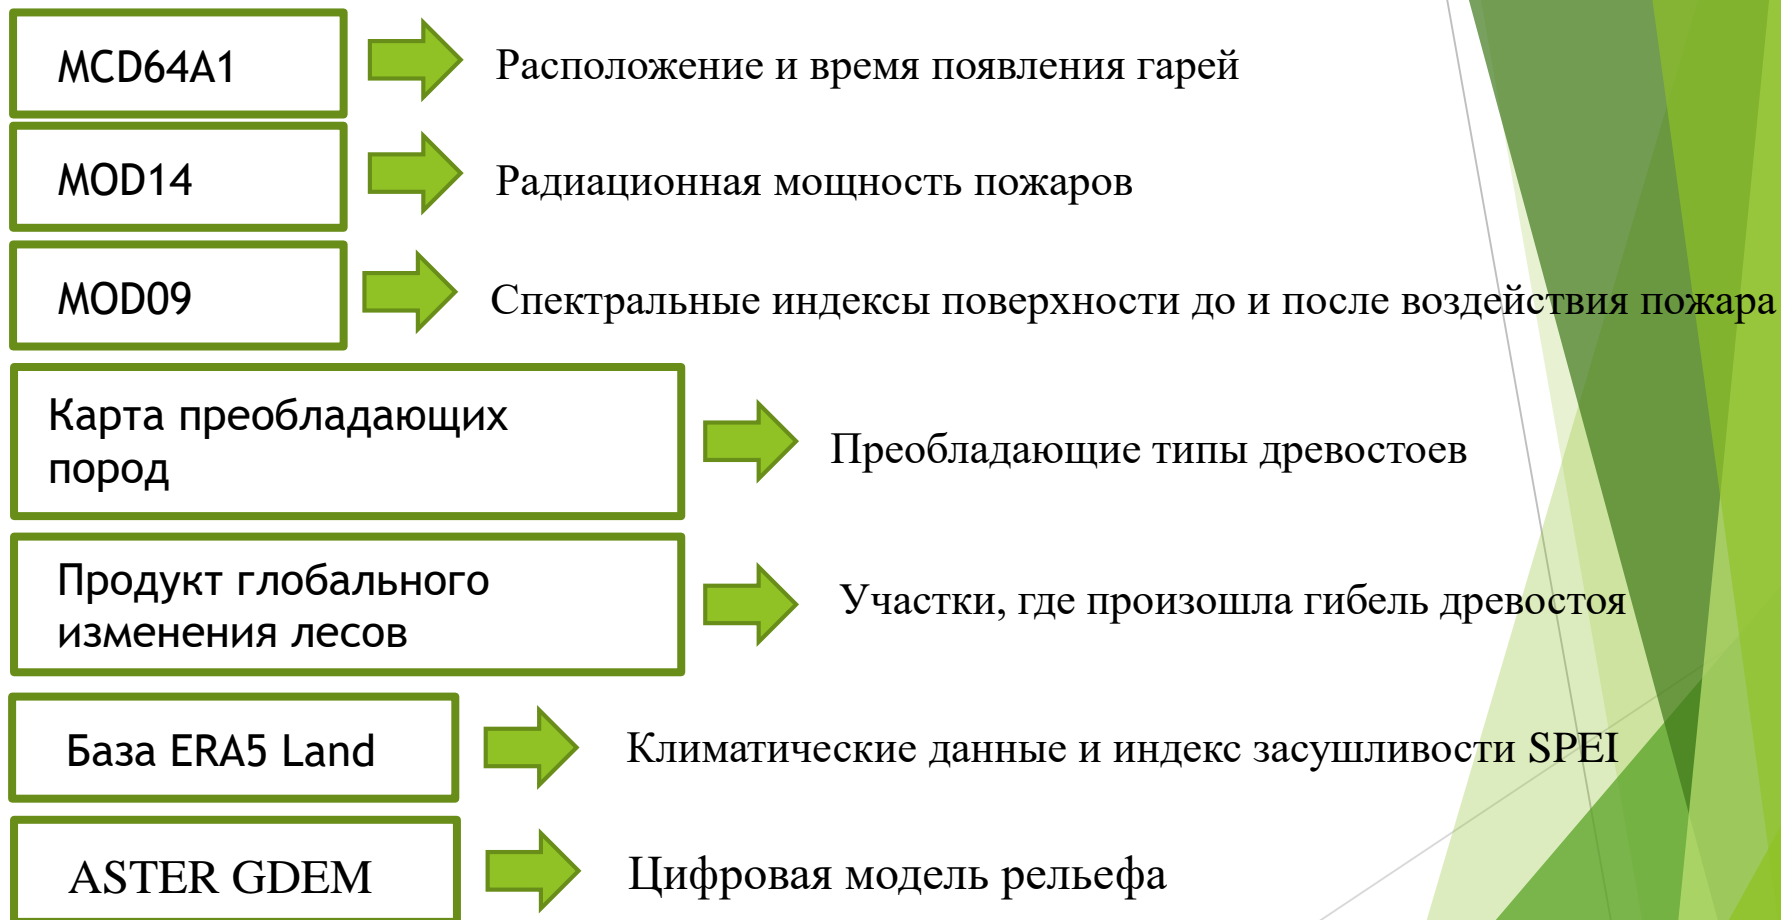 MCD64A1
Расположение и время появления гарей
MOD14
Радиационная мощность пожаров
MOD09
Спектральные индексы поверхности до и после воздействия пожара
Карта преобладающих
пород
Преобладающие типы древостоев
Продукт глобального
изменения лесов
Участки, где произошла гибель древостоя
База ERA5 Land
Климатические данные и индекс засушливости SPEI
ASTER GDEM
Цифровая модель рельефа